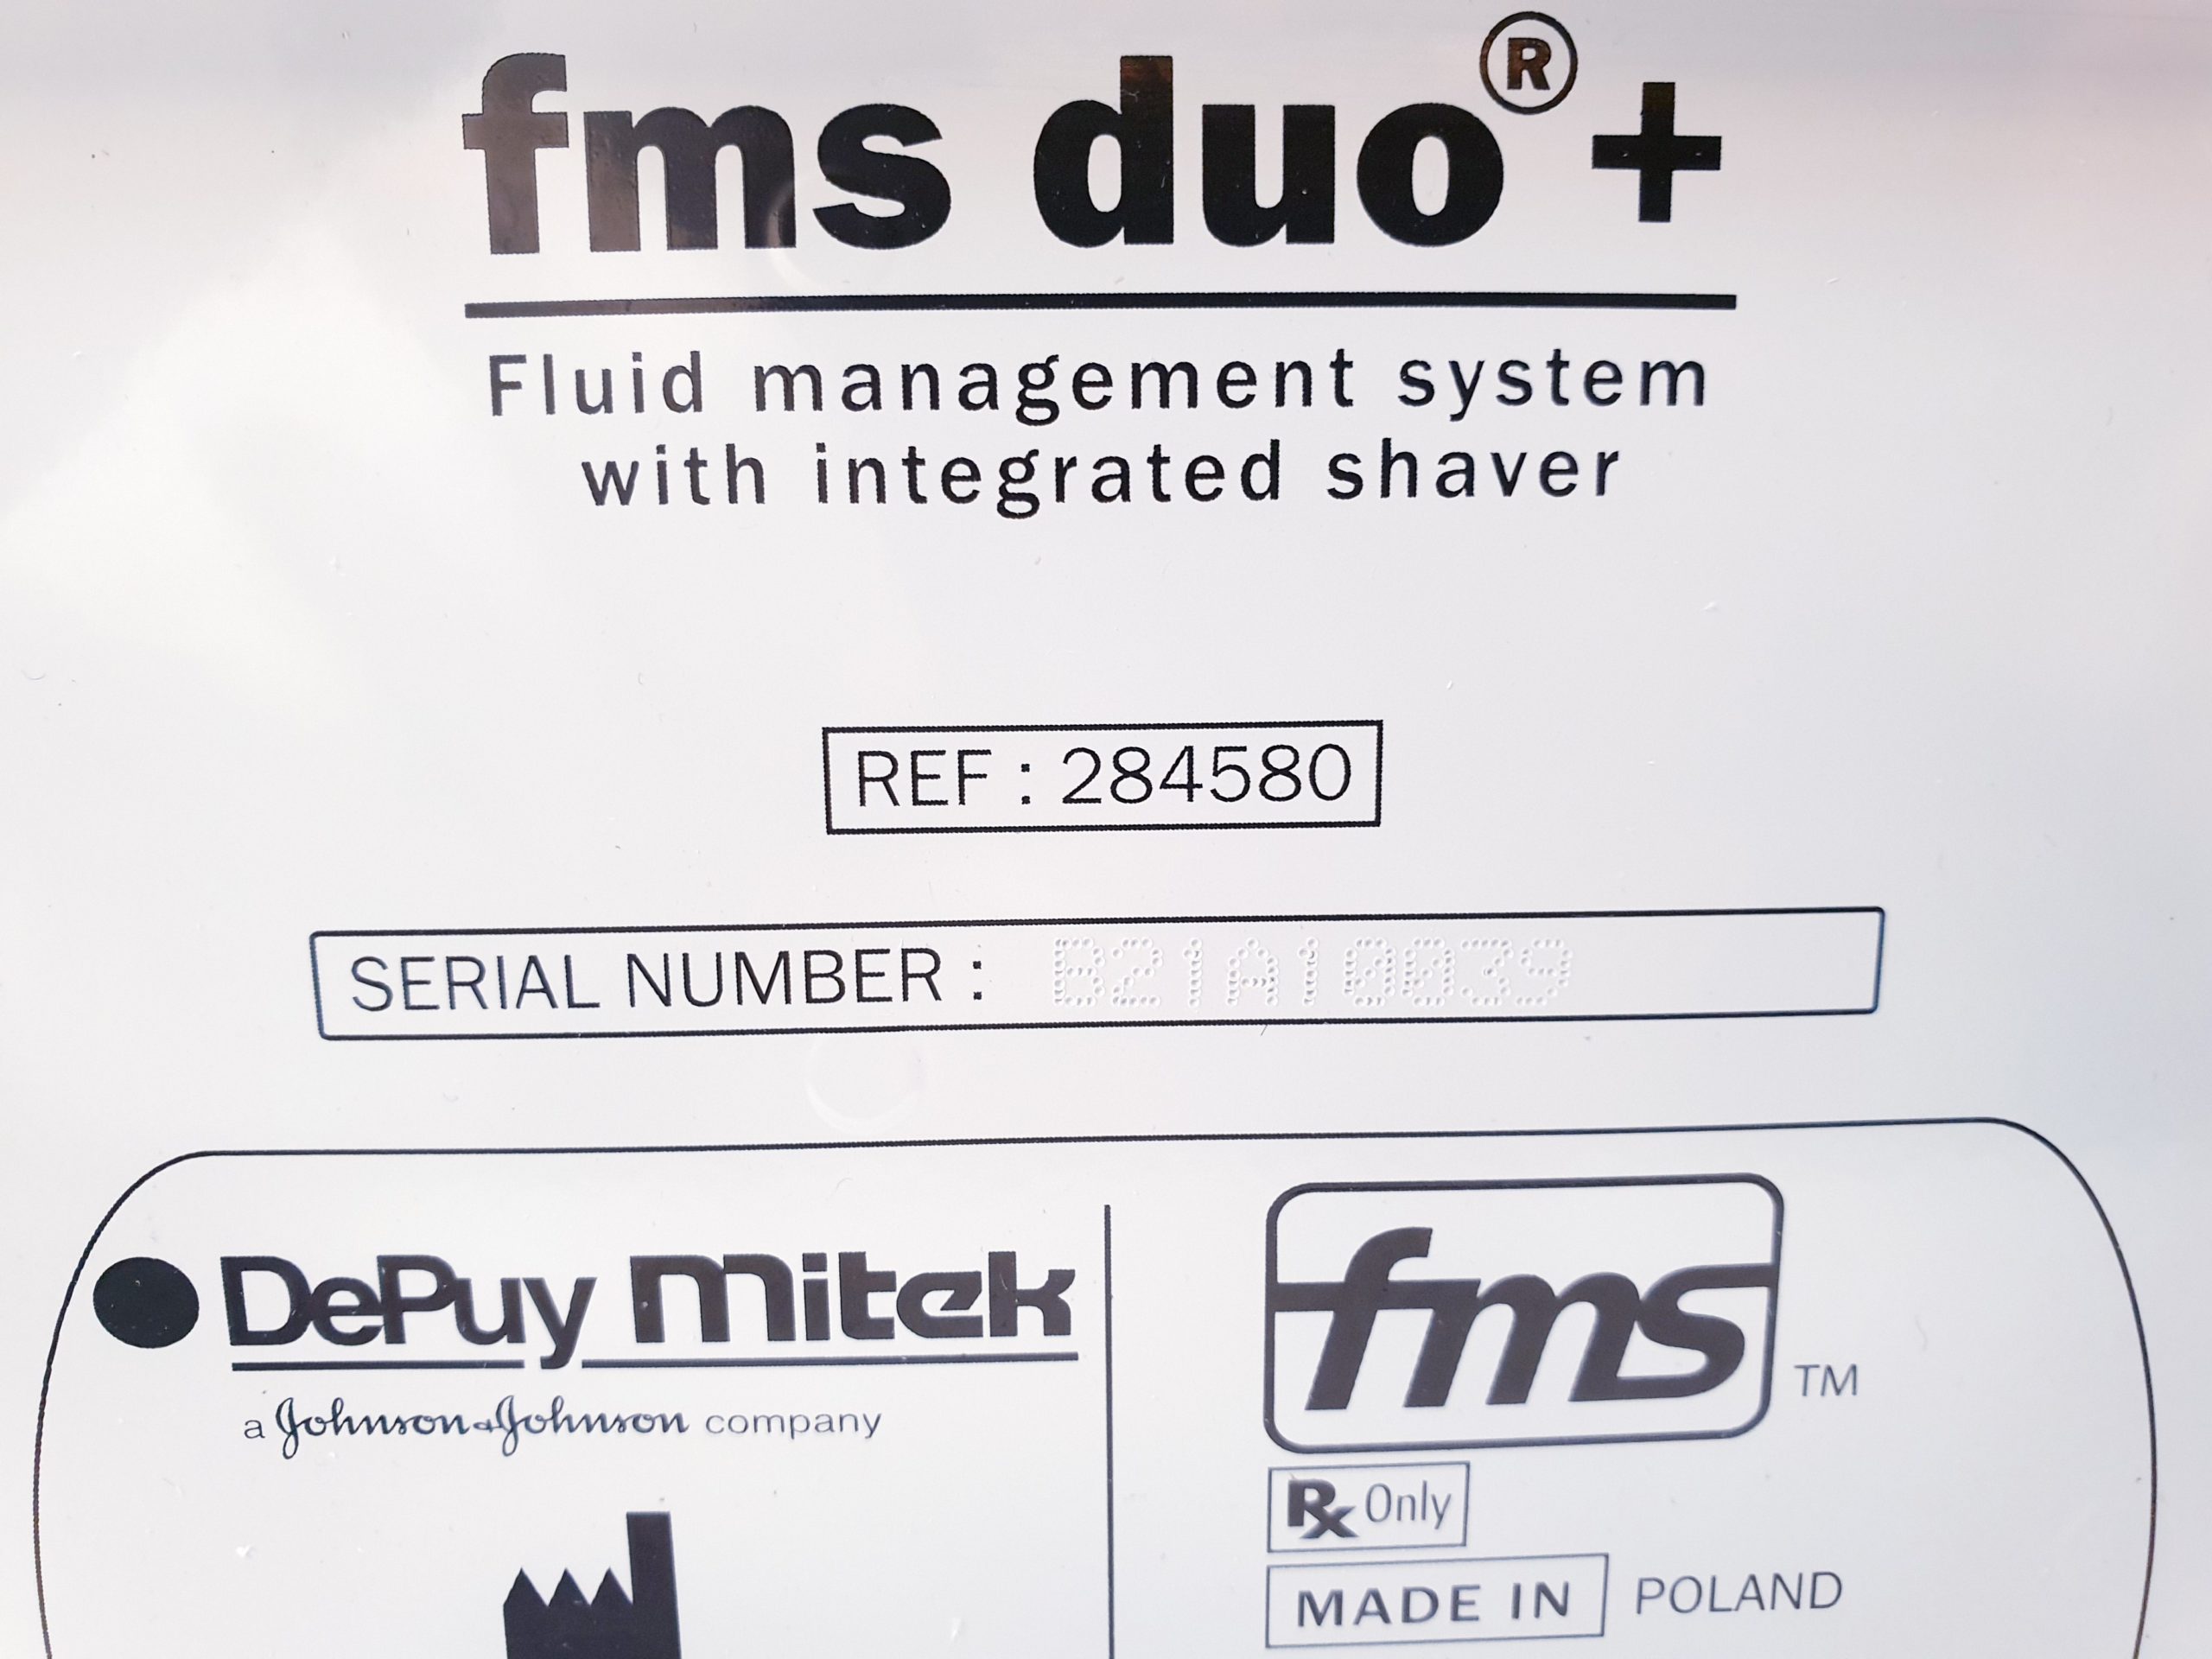 fms duo®+
Fluid management system
with integrated shaver
REF : 284580
SERIAL NUMBER : B21A10039
DePuy Mitek
a Johnson & Johnson company
fms TM
Rx Only
MADE IN POLAND